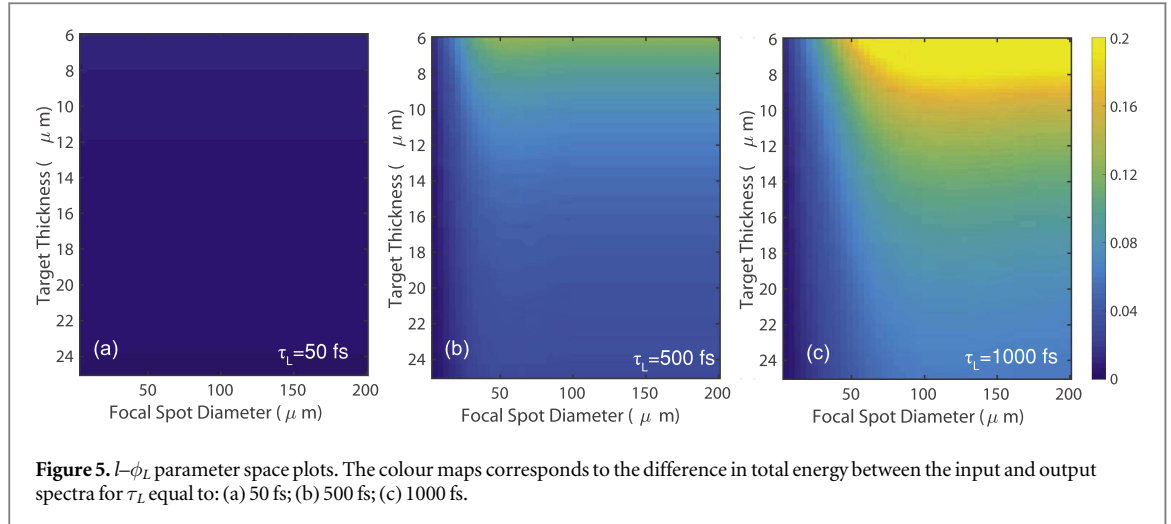 6
8
10
12
14
16
18
20
22
24
Target Thickness ( μ m)
(a)
τL=50 fs
50 100 150 200
Focal Spot Diameter ( μ m)
6
8
10
12
14
16
18
20
22
24
Target Thickness ( μ m)
(b)
τL=500 fs
50 100 150 200
Focal Spot Diameter ( μ m)
6
8
10
12
14
16
18
20
22
24
Target Thickness ( μ m)
(c)
τL=1000 fs
50 100 150 200
Focal Spot Diameter ( μ m)
0.2
0.16
0.12
0.08
0.04
0
Figure 5. l–ϕL parameter space plots. The colour maps corresponds to the difference in total energy between the input and output
spectra for τL equal to: (a) 50 fs; (b) 500 fs; (c) 1000 fs.